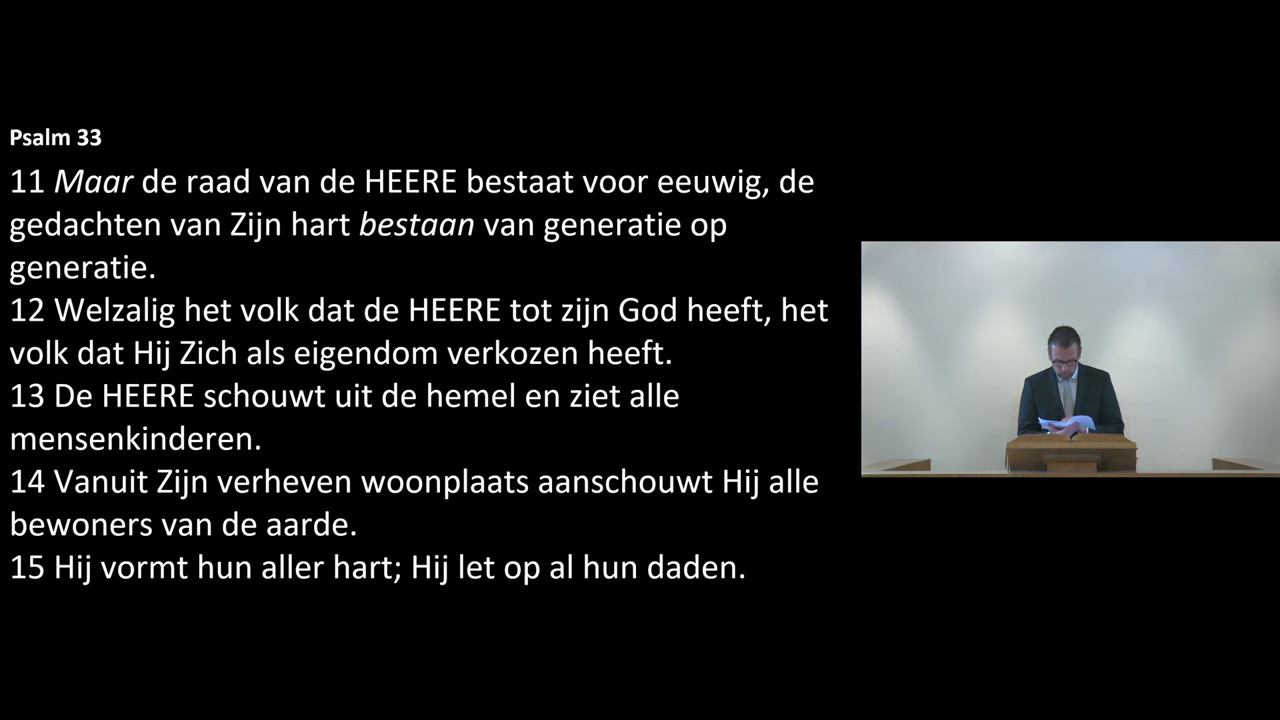 Psalm 33
11 Maar de raad van de HEERE bestaat voor eeuwig, de
gedachten van Zijn hart bestaan van generatie op
generatie.
12 Welzalig het volk dat de HEERE tot zijn God heeft, het
volk dat Hij Zich als eigendom verkozen heeft.
13 De HEERE schouwt uit de hemel en ziet alle
mensenkinderen.
14 Vanuit Zijn verheven woonplaats aanschouwt Hij alle
bewoners van de aarde.
15 Hij vormt hun aller hart; Hij let op al hun daden.